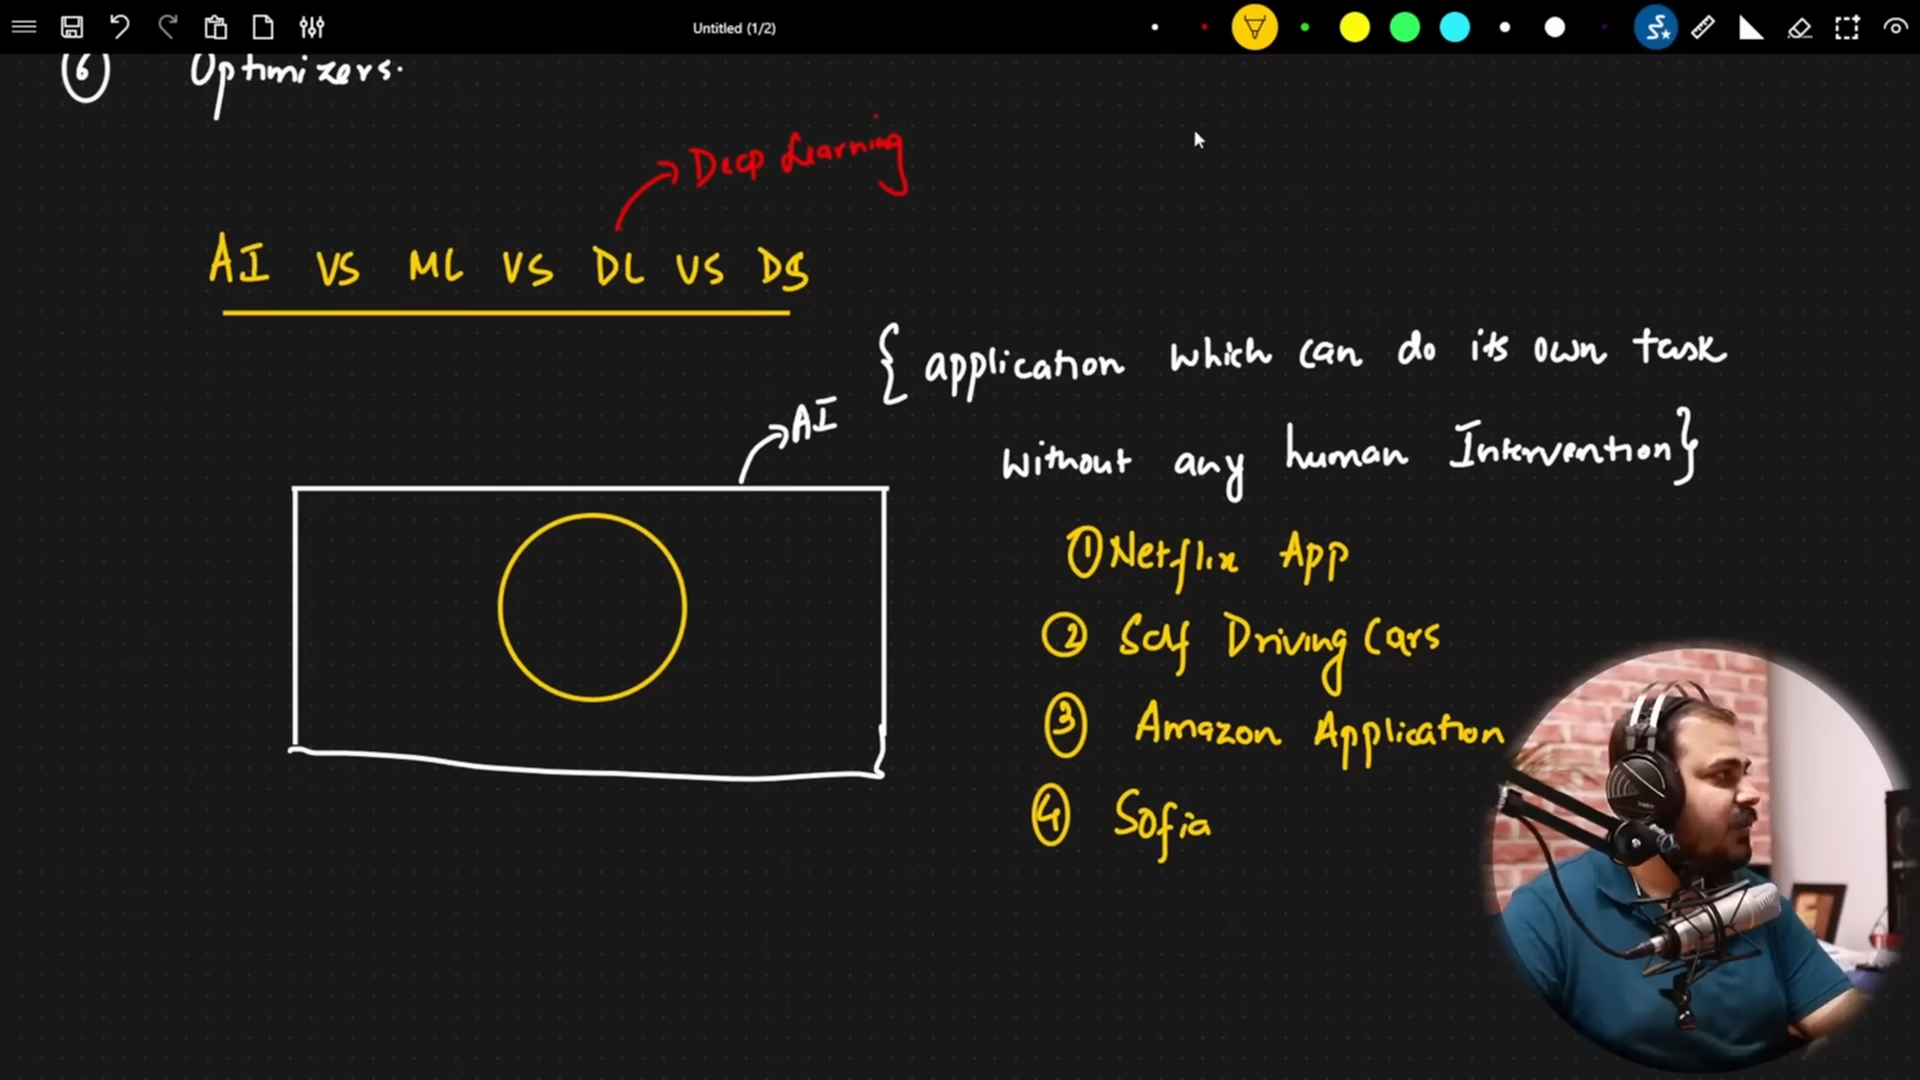 Untitled (1/2)
6 Optimizers.
Deep Learning
AI VS ML VS DL VS DS
{ application which can do its own task
without any human Intervention}
AI
① Netflix App
② Self Driving Cars
③ Amazon Application
④ Sofia